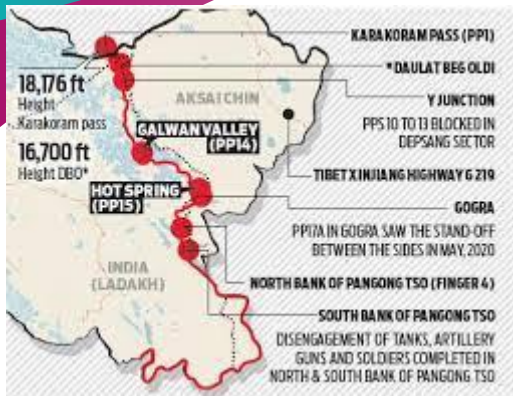 KARAKORAM PASS (PP1)
*DAULAT BEG OLDI
18,176 ft
Height
Karakoram pass
AKSAI CHIN
Y JUNCTION
PPS 10 TO 13 BLOCKED IN
DEPSANG SECTOR
GALWAN VALLEY
(PP14)
16,700 ft
Height DBO*
TIBET XINJIANG HIGHWAY G 219
HOT SPRING
(PP15)
GOGRA
PP17A IN GOGRA SAW THE STAND-OFF
BETWEEN THE SIDES IN MAY, 2020
INDIA
(LADAKH)
NORTH BANK OF PANGONG TSO (FINGER 4)
SOUTH BANK OF PANGONG TSO
DISENGAGEMENT OF TANKS, ARTILLERY
GUNS AND SOLDIERS COMPLETED IN
NORTH & SOUTH BANK OF PANGONG TSO